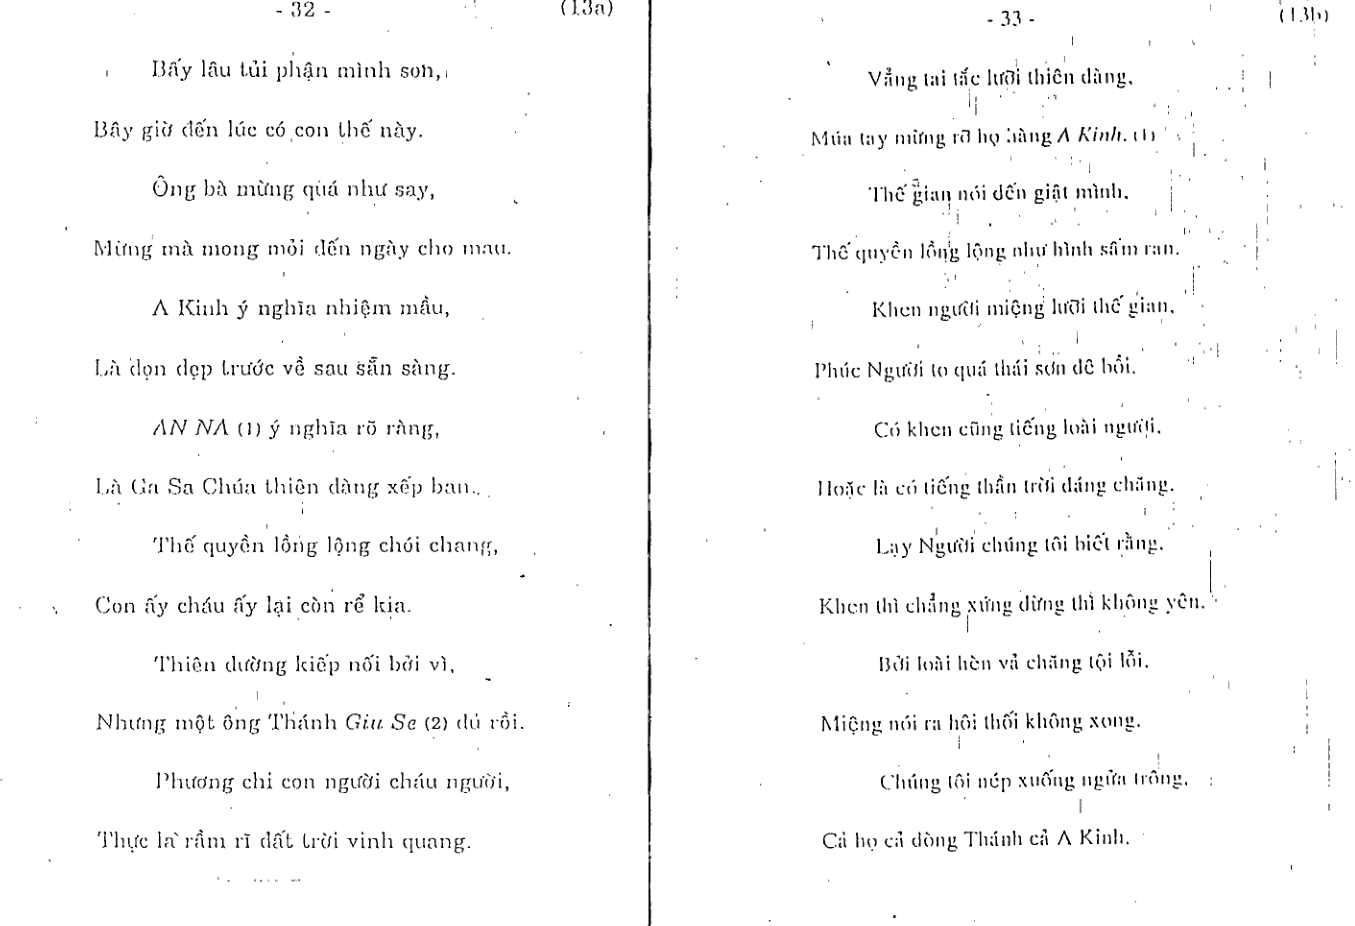 - 32 -
(13a)
Bấy lâu tủi phận mình son,
Bây giờ đến lúc có con thế này.
Ông bà mừng quá như say,
Mừng mà mong mỏi đến ngày cho mau.
A Kinh ý nghĩa nhiệm mầu,
Là dọn dẹp trước về sau sẵn sàng.
AN NA (1) ý nghĩa rõ ràng,
Là Ga Sa Chúa thiên đàng xếp ban.
Thế quyền lồng lộng chói chang,
Con ấy cháu ấy lại còn rể kia.
Thiên đường kiếp nối bởi vì,
Nhưng một ông Thánh Giu Se (2) đủ rồi.
Phương chi con người cháu người,
Thực là rầm rĩ đất trời vinh quang.
- 33 -
(13b)
Vẳng tai tắc lưỡi thiên đàng,
Múa tay mừng rỡ họ hàng A Kinh. (1)
Thế gian nói đến giật mình,
Thế quyền lồng lộng như hình sấm ran.
Khen người miệng lưỡi thế gian,
Phúc Người to quá thái sơn dê bồi.
Có khen cũng tiếng loài người,
Hoặc là có tiếng thần trời đáng chăng.
Lạy Người chúng tôi biết rằng,
Khen thì chẳng xứng đừng thì không yên.
Bởi loài hèn vả chăng tội lỗi,
Miệng nói ra hôi thối không xong.
Chúng tôi nép xuống ngửa trông,
Cả họ cả dòng Thánh cả A Kinh.